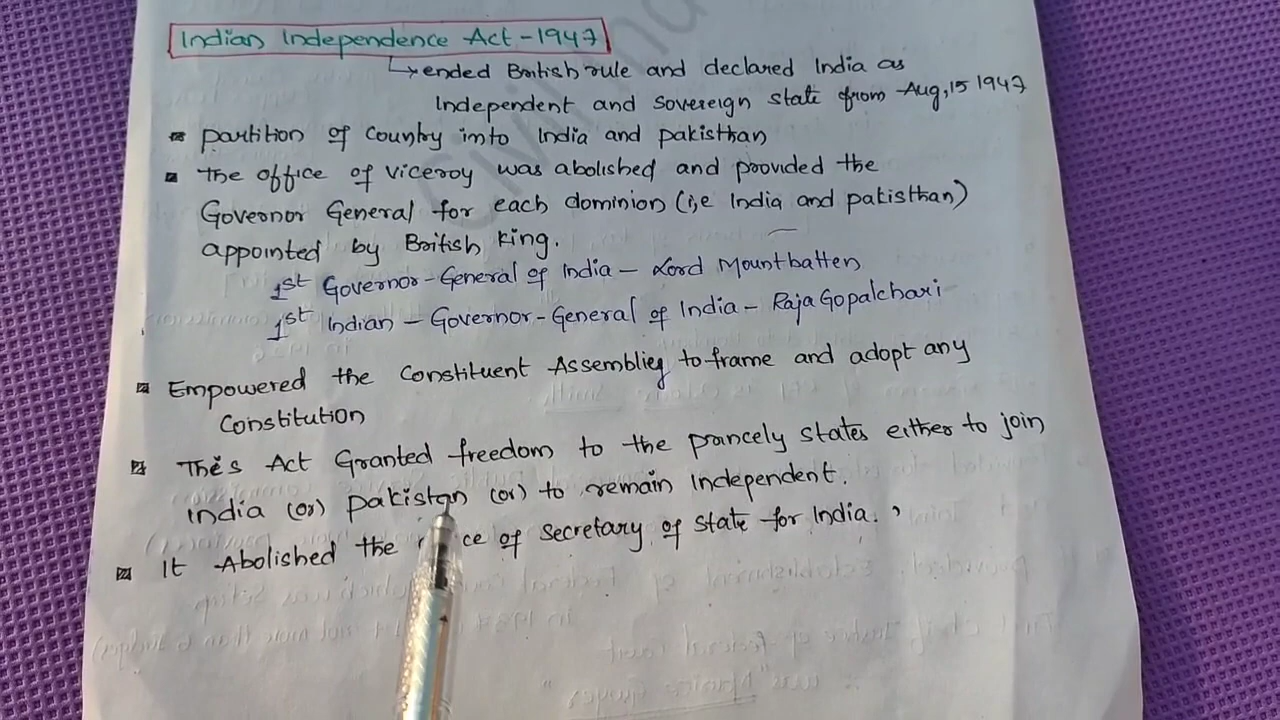 Indian Independence Act-1947
ended British rule and declared India as
Independent and sovereign state from Aug,15 1947
partition of country into India and pakisthan
the office of viceroy was abolished and provided the
Governor General for each dominion (i,e India and pakisthan)
appointed by British king.
1st Governor-General of India - Lord Mountbatten
1st Indian - Governor-General of India - Raja Gopalchari
Empowered the Constituent Assemblies to frame and adopt any
Constitution
This Act Granted freedom to the princely states either to join
India (or) pakistan (or) to remain Independent.
It Abolished the ce of secretary of state for India.